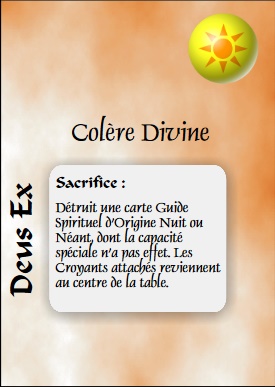 Colère Divine
Deus Ex
Sacrifice :
Détruit une carte Guide
Spirituel d'Origine Nuit ou
Néant, dont la capacité
spéciale n'a pas effet. Les
Croyants attachés reviennent
au centre de la table.